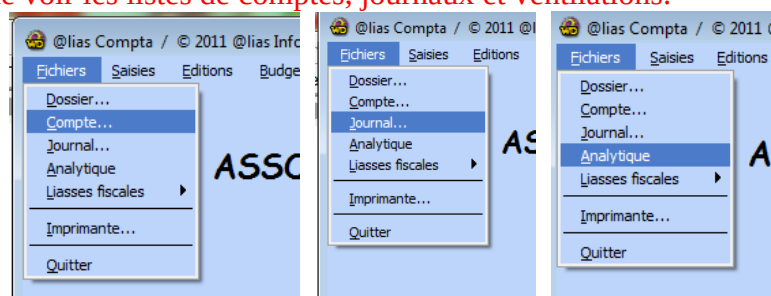 voir les listes de comptes, journaux et ventilations.
@lias Compta / © 2011 @lias Info
Fichiers Saisies Editions Budge
Dossier...
Compte...
Journal...
Analytique
Liasses fiscales
Imprimante...
Quitter
ASSO
@lias Compta / © 2011 @l
Fichiers Saisies Editions
Dossier...
Compte...
Journal...
Analytique
Liasses fiscales
Imprimante...
Quitter
AS
@lias Compta / © 2011
Fichiers Saisies Editions
Dossier...
Compte...
Journal...
Analytique
Liasses fiscales
Imprimante...
Quitter
A